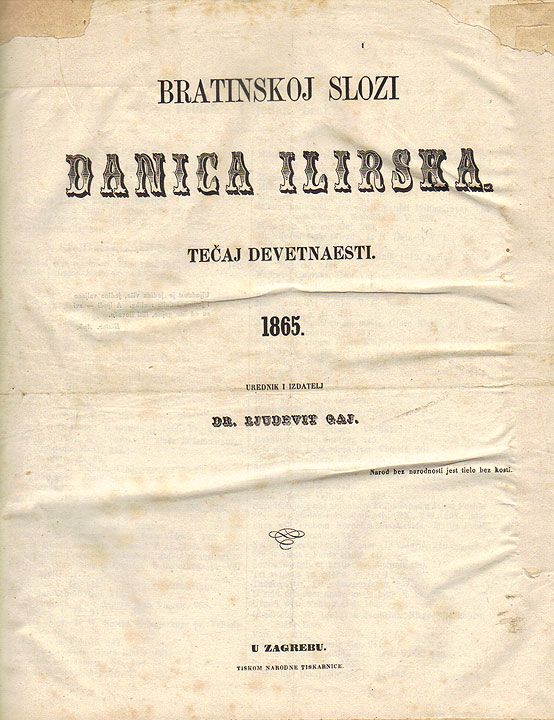 BRATINSKOJ SLOZI
DANICA ILIRSKA.
TEČAJ DEVETNAESTI.
1865.
UREDNIK I IZDATELJ
DR. LJUDEVIT GAJ.
Narod bez narodnosti jest tielo bez kosti.
U ZAGREBU.
TISKOM NARODNE TISKARNICE.